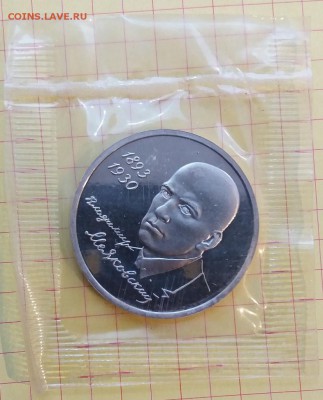 COINS.LAVE.RU
1893
1930
Владимир
Маяковский